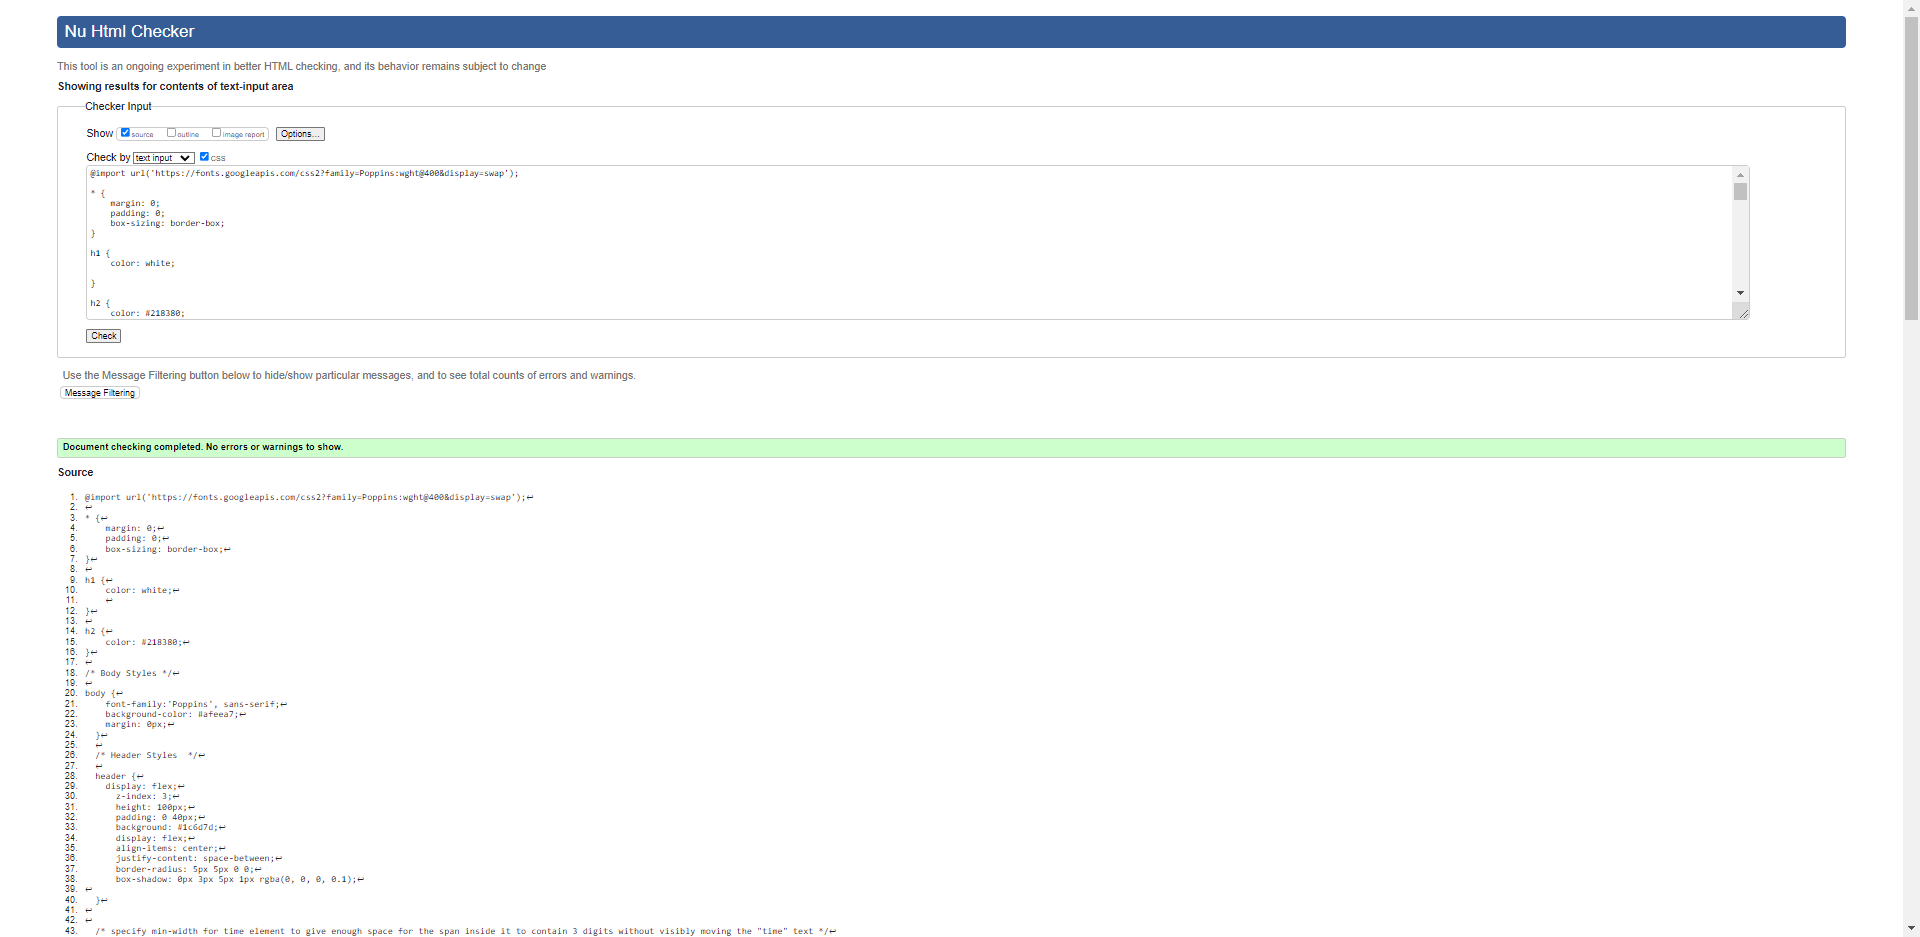 Nu Html Checker
This tool is an ongoing experiment in better HTML checking, and its behavior remains subject to change
Showing results for contents of text-input area
Checker Input
Show source outline image report Options...
Check by text input CSS
@import url('https://fonts.googleapis.com/css2?family=Poppins:wght@400&display=swap');
* {
margin: 0;
padding: 0;
box-sizing: border-box;
}
h1 {
color: white;
}
h2 {
color: #218380;
Check
Use the Message Filtering button below to hide/show particular messages, and to see total counts of errors and warnings.
Message Filtering
Document checking completed. No errors or warnings to show.
Source
1. @import url('https://fonts.googleapis.com/css2?family=Poppins:wght@400&display=swap');↩
2. ↩
3. * {↩
4. margin: 0;↩
5. padding: 0;↩
6. box-sizing: border-box;↩
7. }↩
8. ↩
9. h1 {↩
10. color: white;↩
11. ↩
12. }↩
13. ↩
14. h2 {↩
15. color: #218380;↩
16. }↩
17. ↩
18. /* Body Styles */↩
19. ↩
20. body {↩
21. font-family:'Poppins', sans-serif;↩
22. background-color: #afeea7;↩
23. margin: 0px;↩
24. }↩
25. ↩
26. /* Header Styles  */↩
27. ↩
28. header {↩
29. display: flex;↩
30. z-index: 3;↩
31. height: 100px;↩
32. padding: 0 40px;↩
33. background: #1c6d7d;↩
34. display: flex;↩
35. align-items: center;↩
36. justify-content: space-between;↩
37. border-radius: 5px 5px 0 0;↩
38. box-shadow: 0px 3px 5px 1px rgba(0, 0, 0, 0.1);↩
39. ↩
40. }↩
41. ↩
42. ↩
43. /* specify min-width for time element to give enough space for the span inside it to contain 3 digits without visibly moving the "time" text */↩